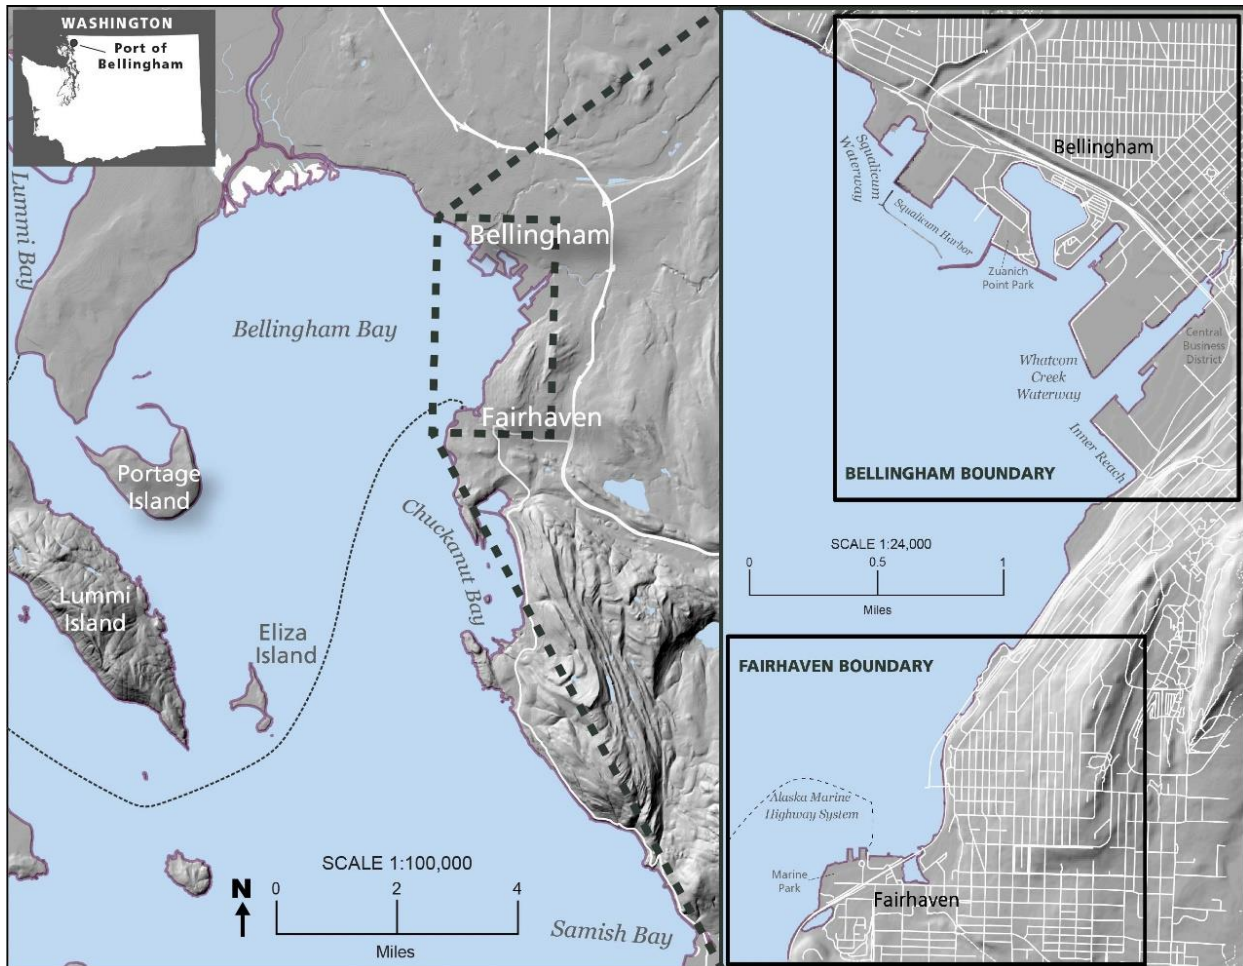 WASHINGTON
Port of
Bellingham
Lummi Bay
Bellingham
Bellingham Bay
Fairhaven
Portage
Island
Chuckanut Bay
Lummi
Island
Eliza
Island
SCALE 1:100,000
N
0 2 4
Miles
Samish Bay
Bellingham
Squalicum
Waterway
Squalicum Harbor
Zuanich
Point Park
Central
Business
District
Whatcom
Creek
Waterway
Inner Reach
BELLINGHAM BOUNDARY
SCALE 1:24,000
0 0.5 1
Miles
FAIRHAVEN BOUNDARY
Alaska Marine
Highway System
Marine
Park
Fairhaven